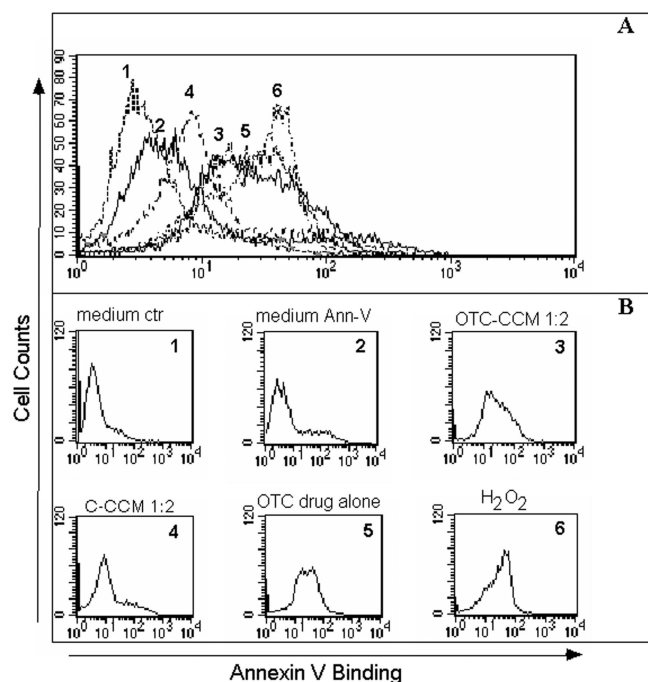 A
1 2 4 3 5 6
90
80
70
60
50
40
30
20
10
0
10^0 10^1 10^2 10^3 10^4
Cell Counts
B
medium ctr medium Ann-V OTC-CCM 1:2
120 120 120
1 2 3
0 0 0
10^0 10^1 10^2 10^3 10^4 10^0 10^1 10^2 10^3 10^4 10^0 10^1 10^2 10^3 10^4
C-CCM 1:2 OTC drug alone H2O2
120 120 120
4 5 6
0 0 0
10^0 10^1 10^2 10^3 10^4 10^0 10^1 10^2 10^3 10^4 10^0 10^1 10^2 10^3 10^4
Annexin V Binding